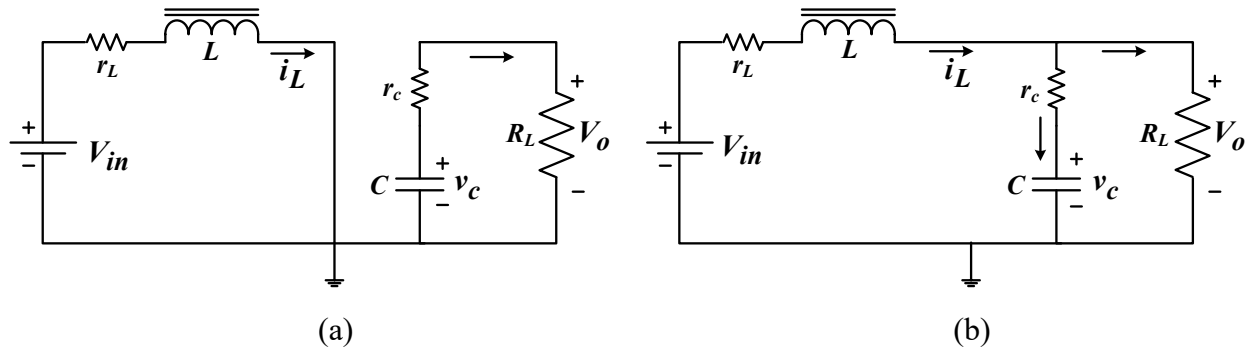 r_L
L
i_L
r_c
+
R_L
V_o
+
−
V_in
C
+
v_c
−
−
(a)
r_L
L
i_L
r_c
+
R_L
V_o
+
−
V_in
C
+
v_c
−
−
(b)